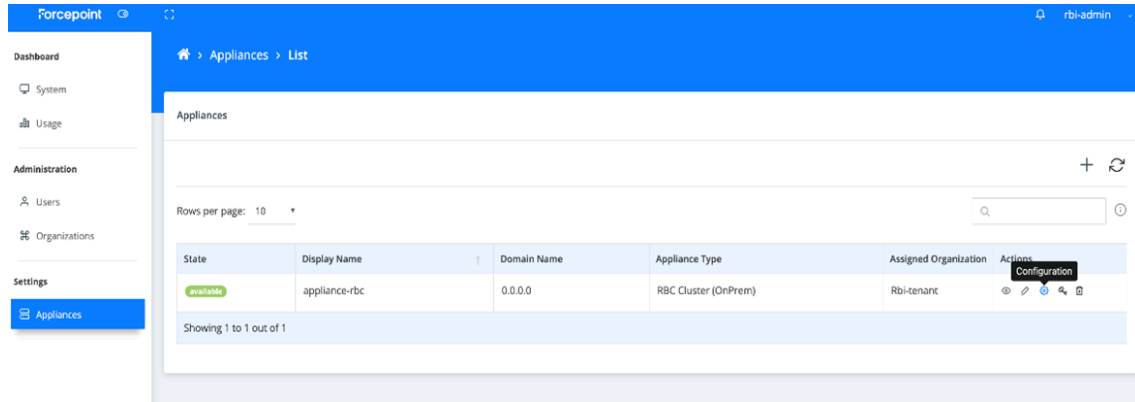 Forcepoint
rbi-admin
Dashboard
Appliances > List
System
Usage
Appliances
Administration
Users
Rows per page: 10
Organizations
State Display Name Domain Name Appliance Type Assigned Organization Actions
Configuration
Settings
available appliance-rbc 0.0.0.0 RBC Cluster (OnPrem) Rbi-tenant
Appliances
Showing 1 to 1 out of 1